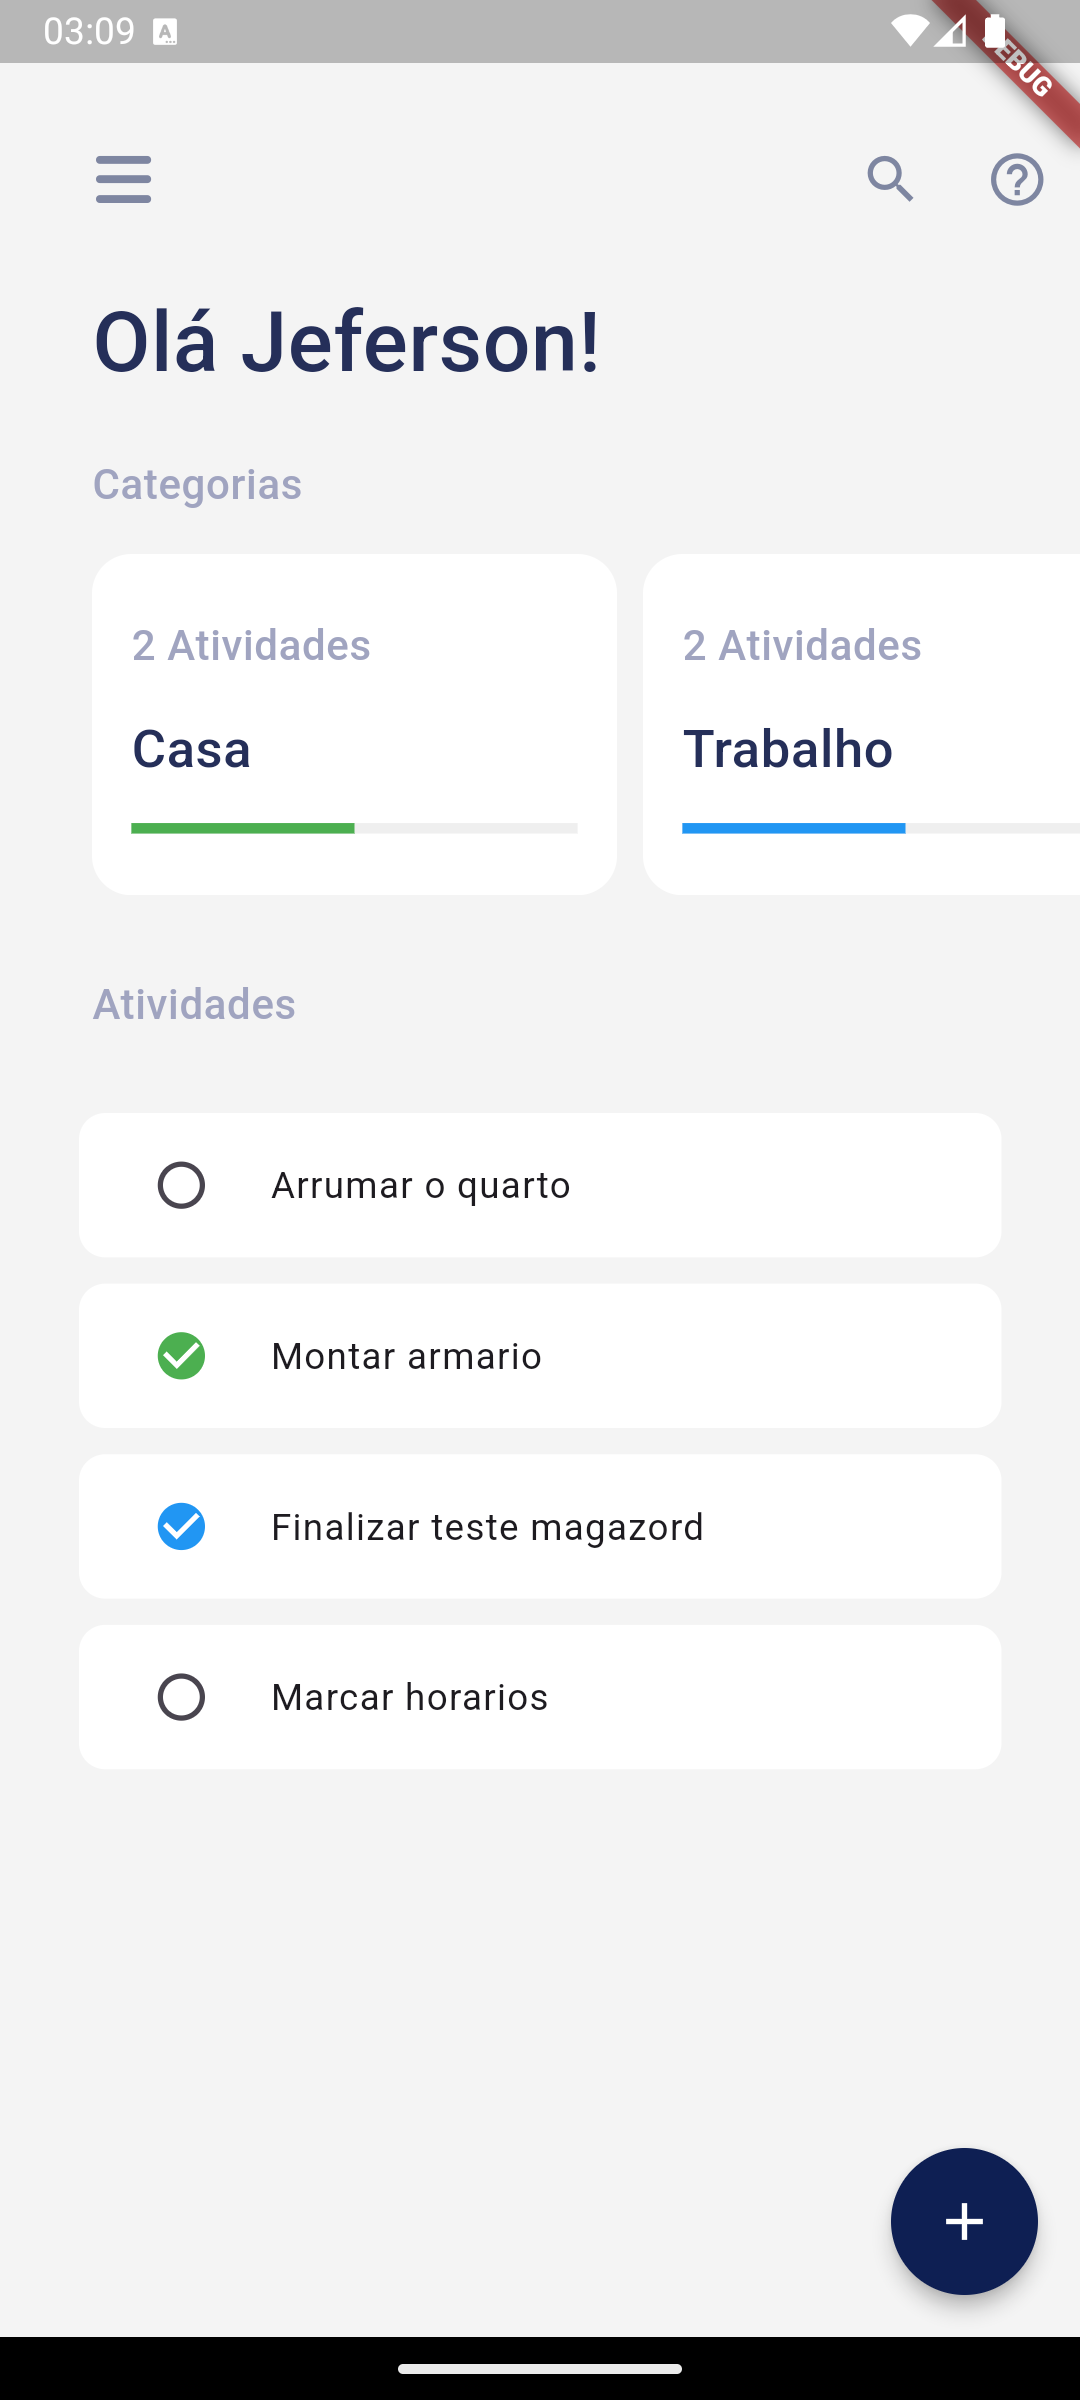 03:09
DEBUG
Olá Jeferson!
Categorias
2 Atividades
Casa
2 Atividades
Trabalho
Atividades
Arrumar o quarto
Montar armario
Finalizar teste magazord
Marcar horarios